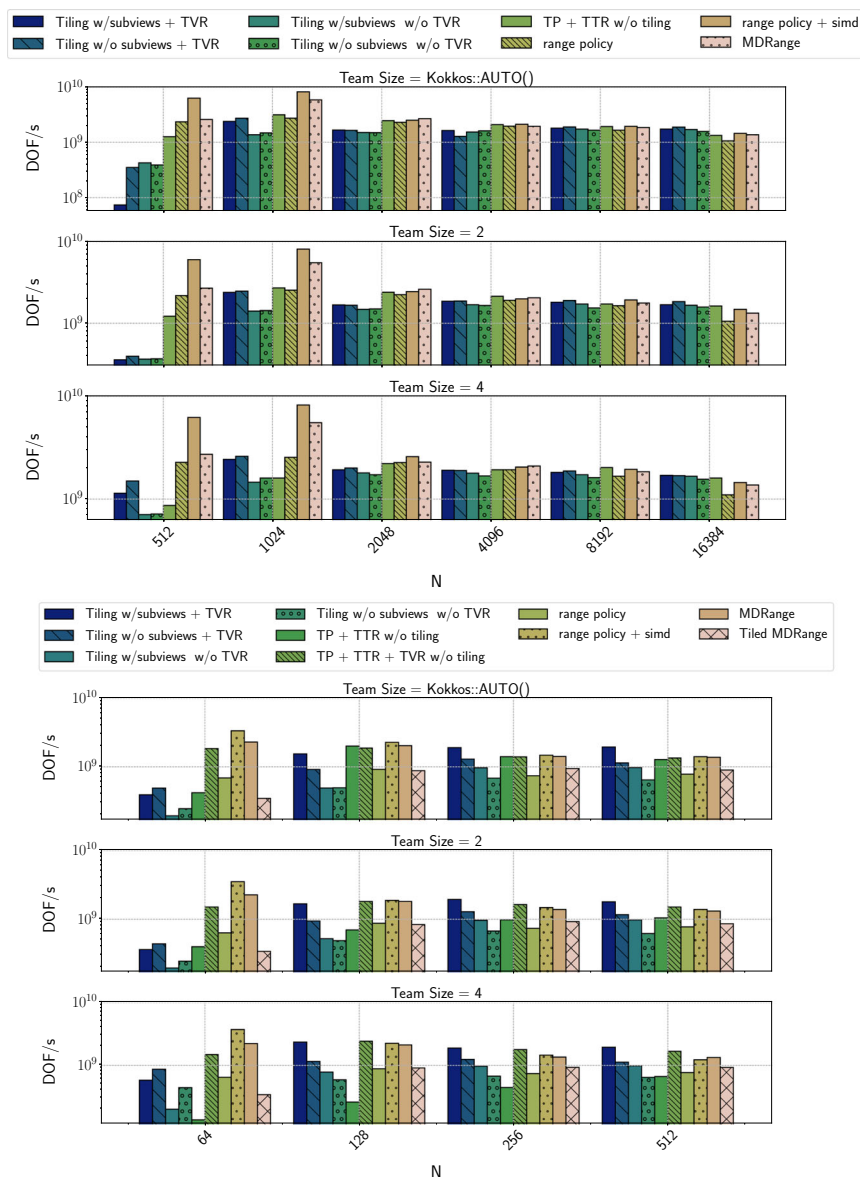 Tiling w/subviews + TVR Tiling w/subviews w/o TVR TP + TTR w/o tiling range policy + simd
Tiling w/o subviews + TVR Tiling w/o subviews w/o TVR range policy MDRange
Team Size = Kokkos::AUTO()
10^10
10^9
10^8
DOF/s
Team Size = 2
10^10
10^9
DOF/s
Team Size = 4
10^10
10^9
DOF/s
512 1024 2048 4096 8192 16384
N
Tiling w/subviews + TVR Tiling w/o subviews w/o TVR range policy MDRange
Tiling w/o subviews + TVR TP + TTR w/o tiling range policy + simd Tiled MDRange
Tiling w/subviews w/o TVR TP + TTR + TVR w/o tiling
Team Size = Kokkos::AUTO()
10^10
10^9
DOF/s
Team Size = 2
10^10
10^9
DOF/s
Team Size = 4
10^10
10^9
DOF/s
64 128 256 512
N